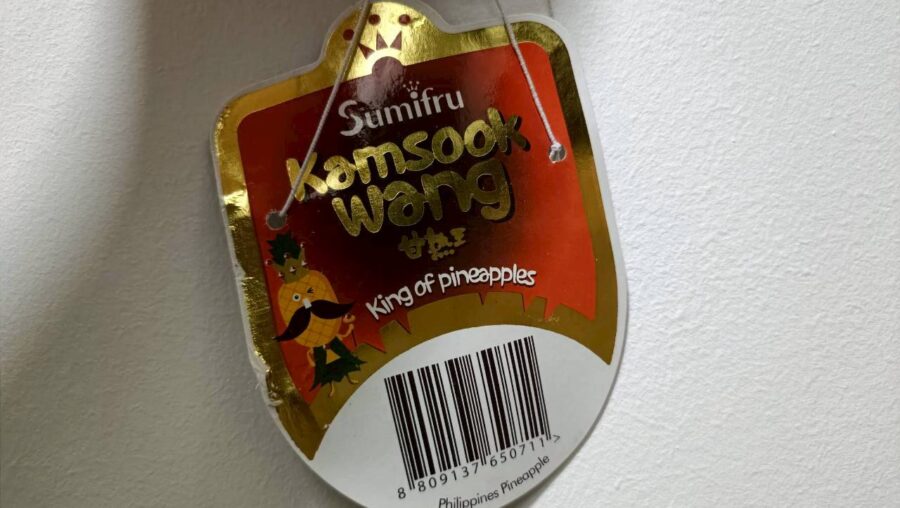 Sumifru
Kamsook
wang
甘熟王
King of pineapples
8 809137 650711 >
Philippines Pineapple